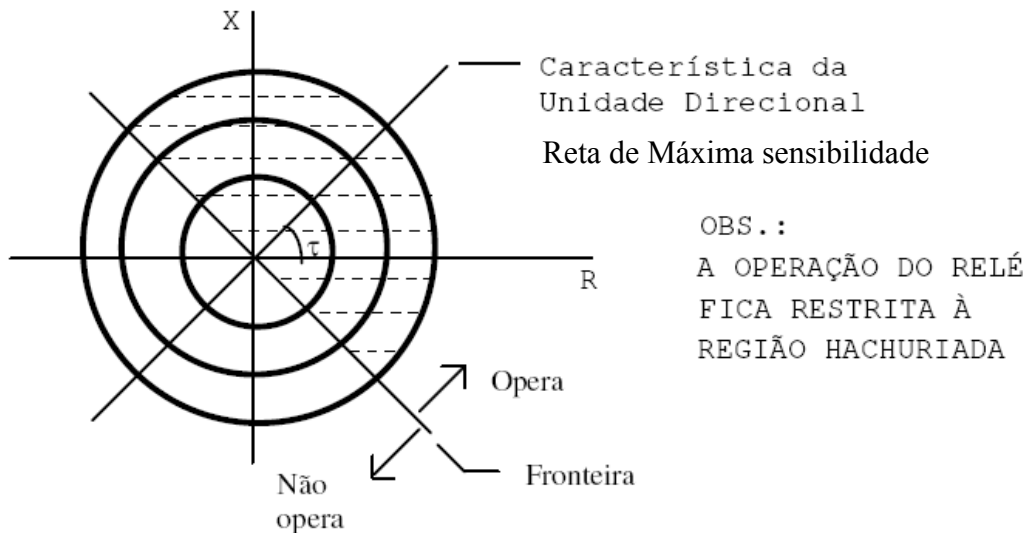 X
Característica da
Unidade Direcional
Reta de Máxima sensibilidade
OBS.:
A OPERAÇÃO DO RELÉ
FICA RESTRITA À
REGIÃO HACHURIADA
τ
R
Opera
Não
opera
Fronteira